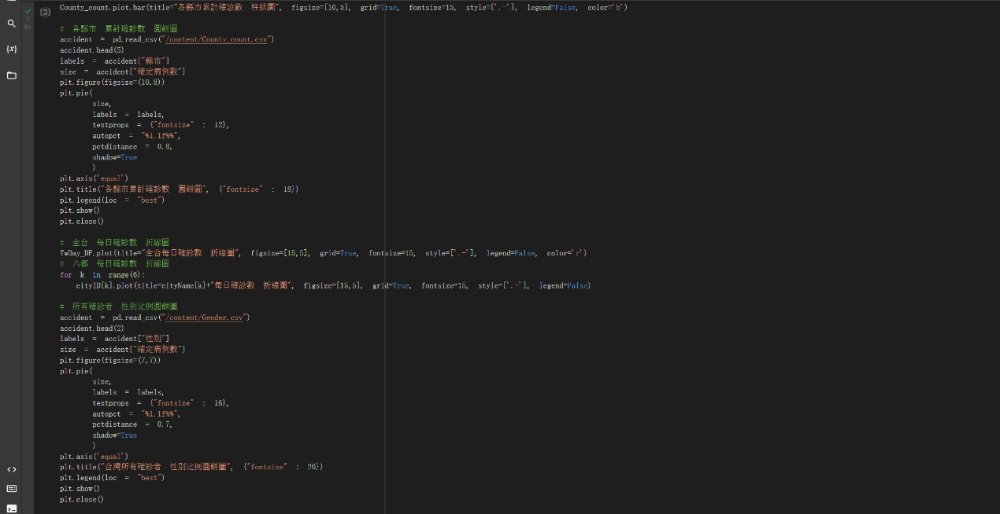 County_count.plot.bar(title="各縣市累計確診數 柱狀圖", figsize=[10,5], grid=True, fontsize=15, style=['.-'], legend=False, color='b')
[3]
3
秒
# 各縣市 累計確診數 圓餅圖
accident = pd.read_csv("/content/County_count.csv")
accident.head(5)
{x}
labels = accident["縣市"]
size = accident["確定病例數"]
plt.figure(figsize=(10,8))
plt.pie(
size,
labels = labels,
textprops = {"fontsize" : 12},
autopct = "%1.1f%%",
pctdistance = 0.8,
shadow=True
)
plt.axis('equal')
plt.title("各縣市累計確診數 圓餅圖", {"fontsize" : 18})
plt.legend(loc = "best")
plt.show()
plt.close()
# 全台 每日確診數 折線圖
TwDay_DF.plot(title="全台每日確診數 折線圖", figsize=[15,5], grid=True, fontsize=15, style=['.-'], legend=False, color='r')
# 六都 每日確診數 折線圖
for k in range(6):
cityID[k].plot(title=cityName[k]+"每日確診數 折線圖", figsize=[15,5], grid=True, fontsize=15, style=['.-'], legend=False)
# 所有確診者 性別比例圓餅圖
accident = pd.read_csv("/content/Gender.csv")
accident.head(2)
labels = accident["性別"]
size = accident["確定病例數"]
plt.figure(figsize=(7,7))
plt.pie(
size,
labels = labels,
textprops = {"fontsize" : 16},
autopct = "%1.1f%%",
pctdistance = 0.7,
shadow=True
)
plt.axis('equal')
plt.title("台灣所有確診者 性別比例圓餅圖", {"fontsize" : 20})
plt.legend(loc = "best")
plt.show()
plt.close()